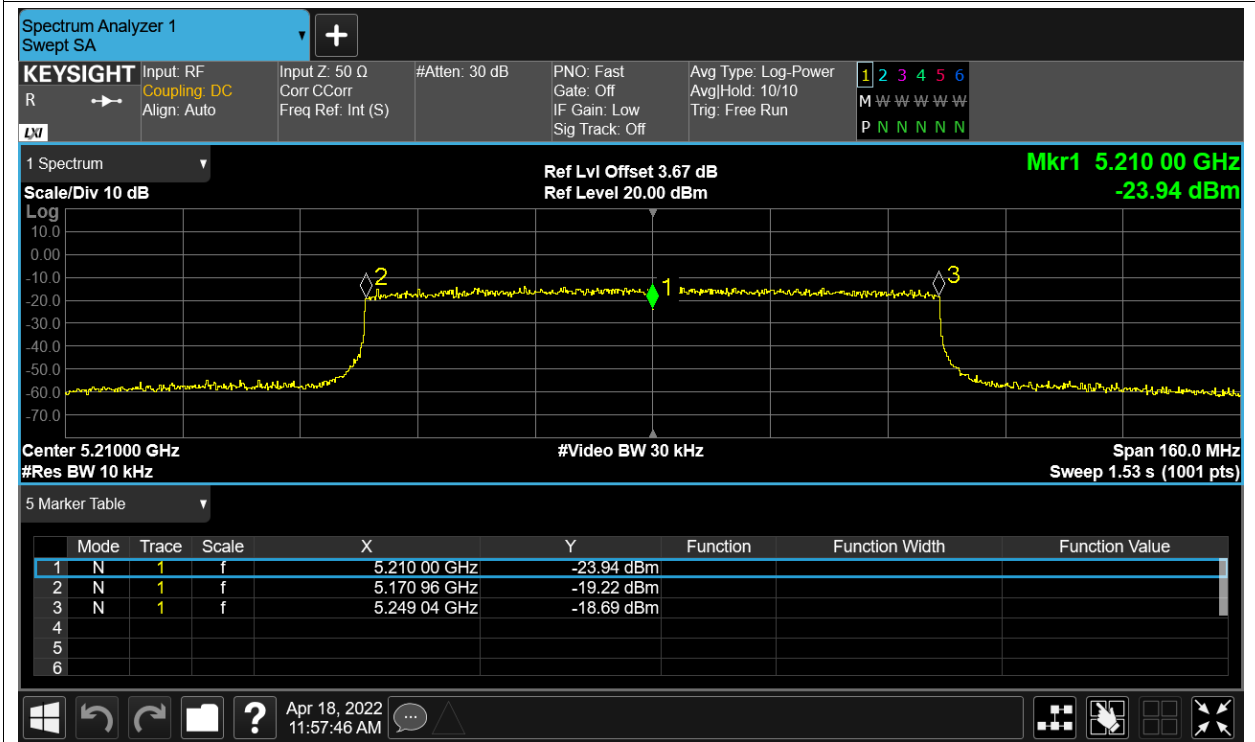 Spectrum Analyzer 1
Swept SA
KEYSIGHT
R
LXI
Input: RF
Coupling: DC
Align: Auto
Input Z: 50 Ω
Corr CCorr
Freq Ref: Int (S)
#Atten: 30 dB
PNO: Fast
Gate: Off
IF Gain: Low
Sig Track: Off
Avg Type: Log-Power
Avg|Hold: 10/10
Trig: Free Run
1 2 3 4 5 6
M W W W W W
P N N N N N
1 Spectrum
Scale/Div 10 dB
Ref Lvl Offset 3.67 dB
Ref Level 20.00 dBm
Mkr1 5.210 00 GHz
-23.94 dBm
Log
10.0
0.00
-10.0
-20.0
-30.0
-40.0
-50.0
-60.0
-70.0
2
1
3
Center 5.21000 GHz
#Video BW 30 kHz
Span 160.0 MHz
#Res BW 10 kHz
Sweep 1.53 s (1001 pts)
5 Marker Table
Mode Trace Scale X Y Function Function Width Function Value
1 N 1 f 5.210 00 GHz -23.94 dBm
2 N 1 f 5.170 96 GHz -19.22 dBm
3 N 1 f 5.249 04 GHz -18.69 dBm
4
5
6
?
Apr 18, 2022
11:57:46 AM